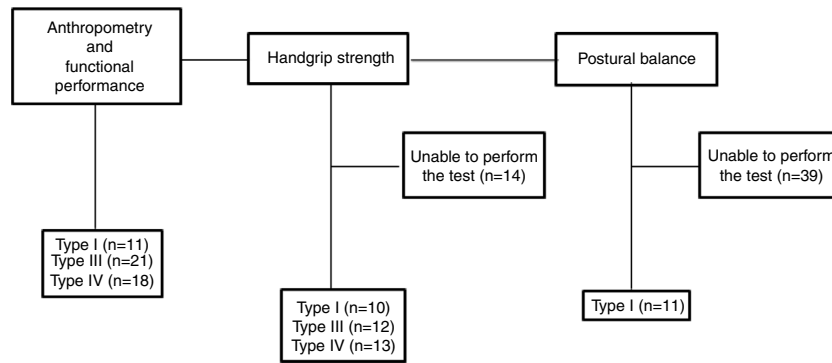 Anthropometry
and
functional
performance
Handgrip strength
Postural balance
Unable to perform
the test (n=14)
Unable to perform
the test (n=39)
Type I (n=11)
Type III (n=21)
Type IV (n=18)
Type I (n=10)
Type III (n=12)
Type IV (n=13)
Type I (n=11)